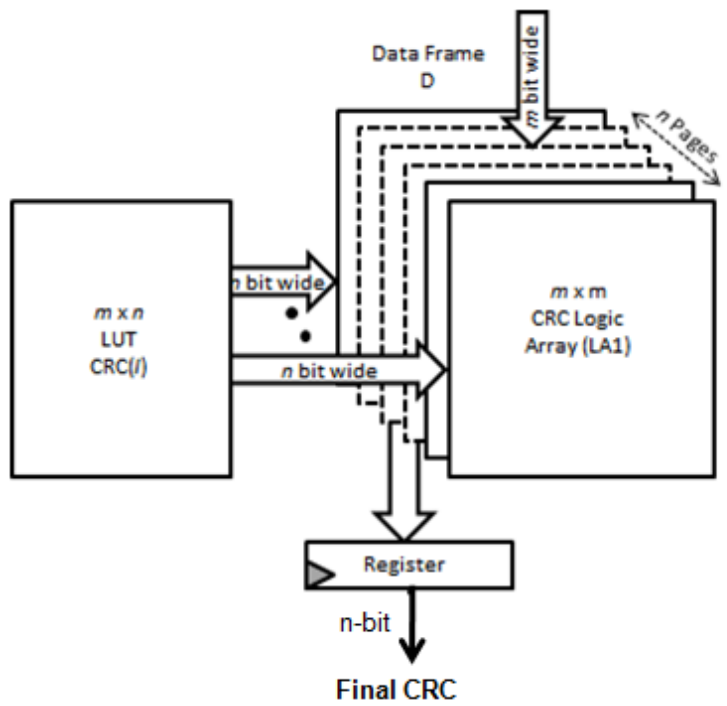 Data Frame
D
m bit wide
n Pages
n bit wide
m x n
LUT
CRC(I)
m x m
CRC Logic
Array (LA1)
n bit wide
Register
n-bit
Final CRC